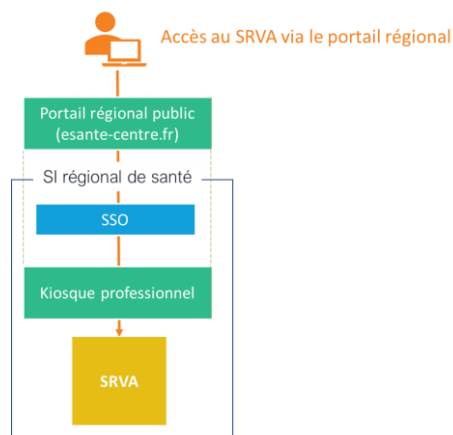 Accès au SRVA via le portail régional
Portail régional public
(esante-centre.fr)
SI régional de santé
SSO
Kiosque professionnel
SRVA